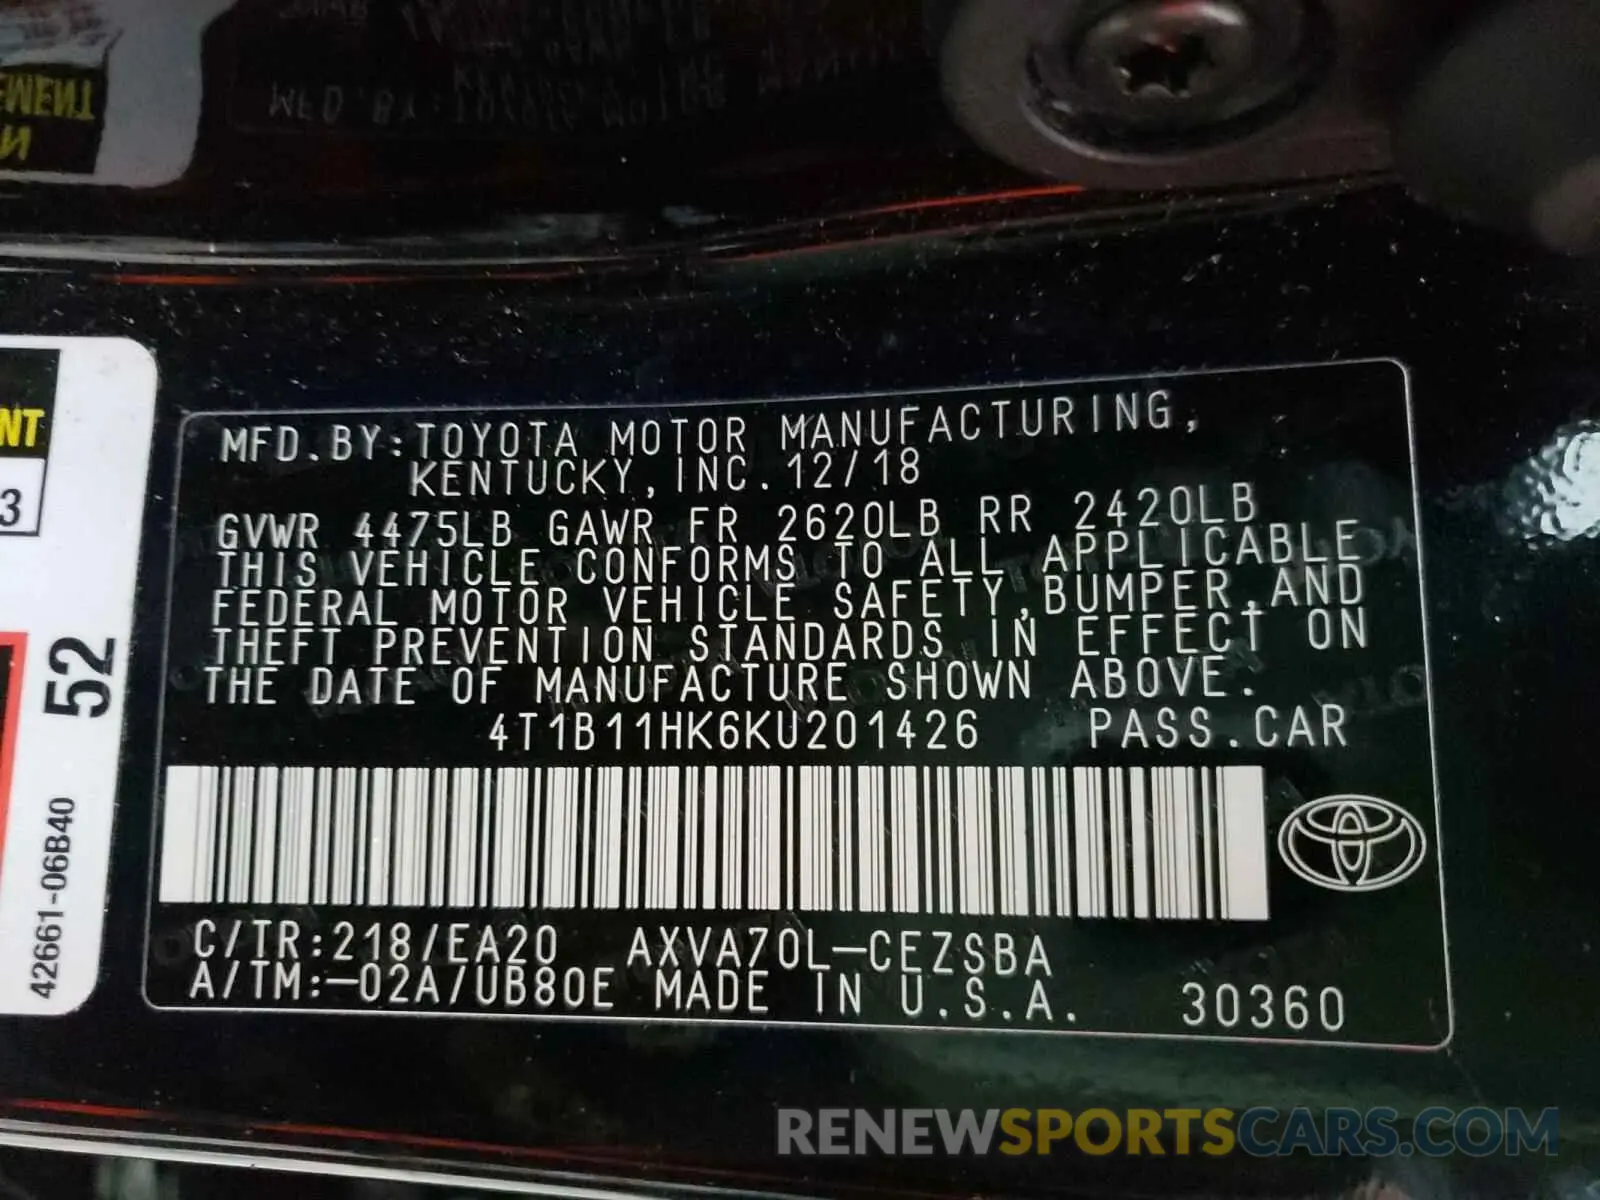 EMENT
N
MFD.BY:TOYOTA MOTOR MANUFACTURING,
KENTUCKY, INC. 12/18
GVWR 4475LB GAWR FR 2620LB RR 2420LB
THIS VEHICLE CONFORMS TO ALL APPLICABLE
FEDERAL MOTOR VEHICLE SAFETY,BUMPER,AND
THEFT PREVENTION STANDARDS IN EFFECT ON
THE DATE OF MANUFACTURE SHOWN ABOVE.
4T1B11HK6KU201426 PASS.CAR
C/TR:218/EA20 AXVA70L-CEZSBA
A/TM:-02A/UB80E MADE IN U.S.A. 30360
NT
3
52
42661-06B40
RENEWSPORTSCARS.COM